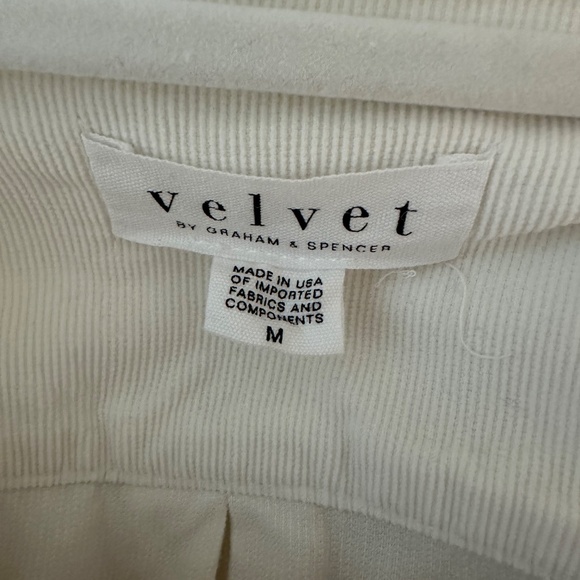 velvet
BY GRAHAM & SPENCER
MADE IN USA
OF IMPORTED
FABRICS AND
COMPONENTS
M